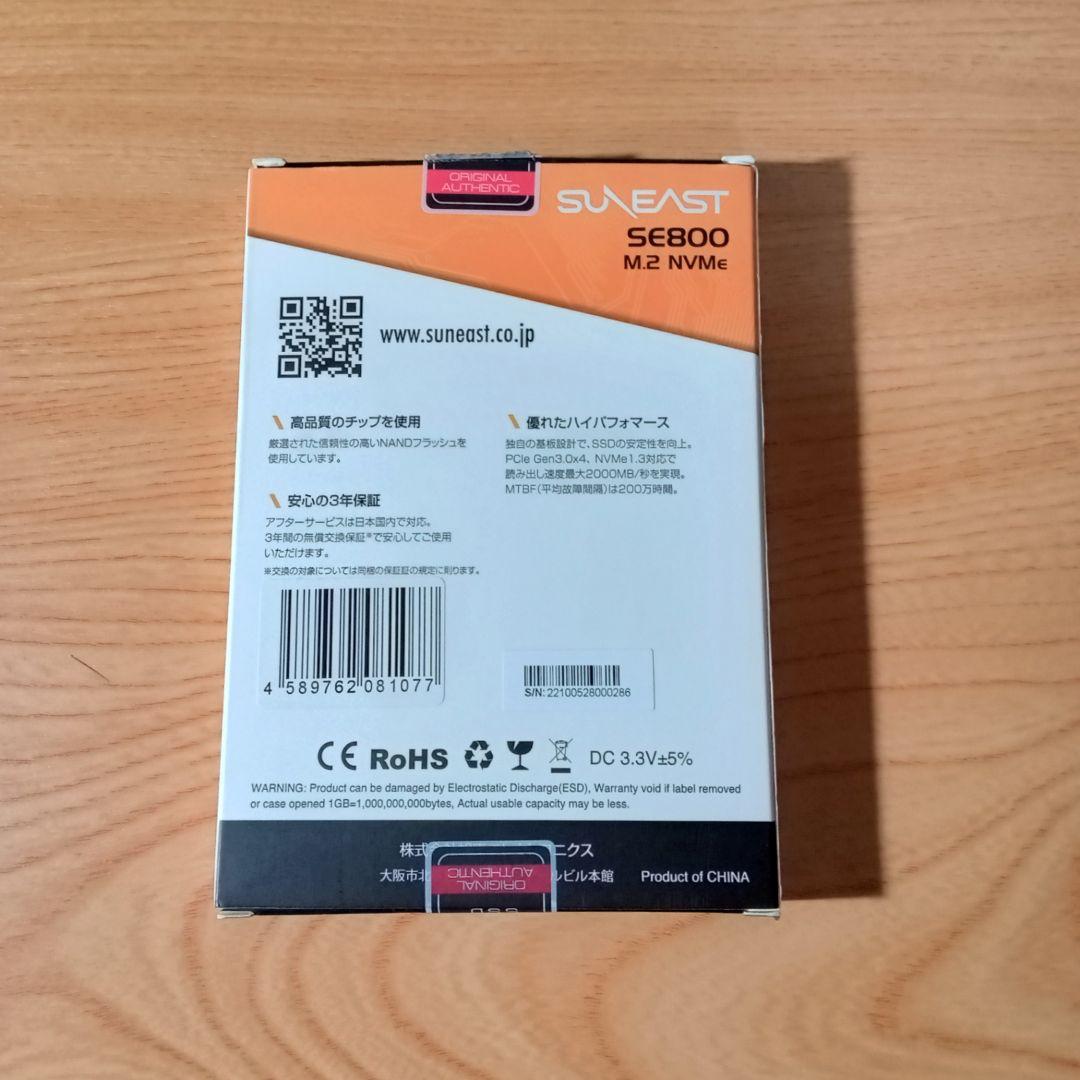 ORIGINAL
AUTHENTIC
SUNEAST
SE800
M.2 NVMe
www.suneast.co.jp
高品質のチップを使用
厳選された信頼性の高いNANDフラッシュを
使用しています。
安心の3年保証
アフターサービスは日本国内で対応。
3年間の無償交換保証※で安心してご使用
いただけます。
※交換の対象については同梱の保証証の規定に則ります。
優れたハイパフォマース
独自の基板設計で、SSDの安定性を向上。
PCIe Gen3.0x4、NVMe1.3対応で
読み出し速度最大2000MB/秒を実現。
MTBF(平均故障間隔)は200万時間。
4 589762 081077
S/N: 22100528000286
CE RoHS DC 3.3V±5%
WARNING: Product can be damaged by Electrostatic Discharge(ESD), Warranty void if label removed
or case opened 1GB=1,000,000,000bytes, Actual usable capacity may be less.
株式 ニクス
大阪市北 ルビル本館 Product of CHINA
ORIGINAL
AUTHENTIC
SSD